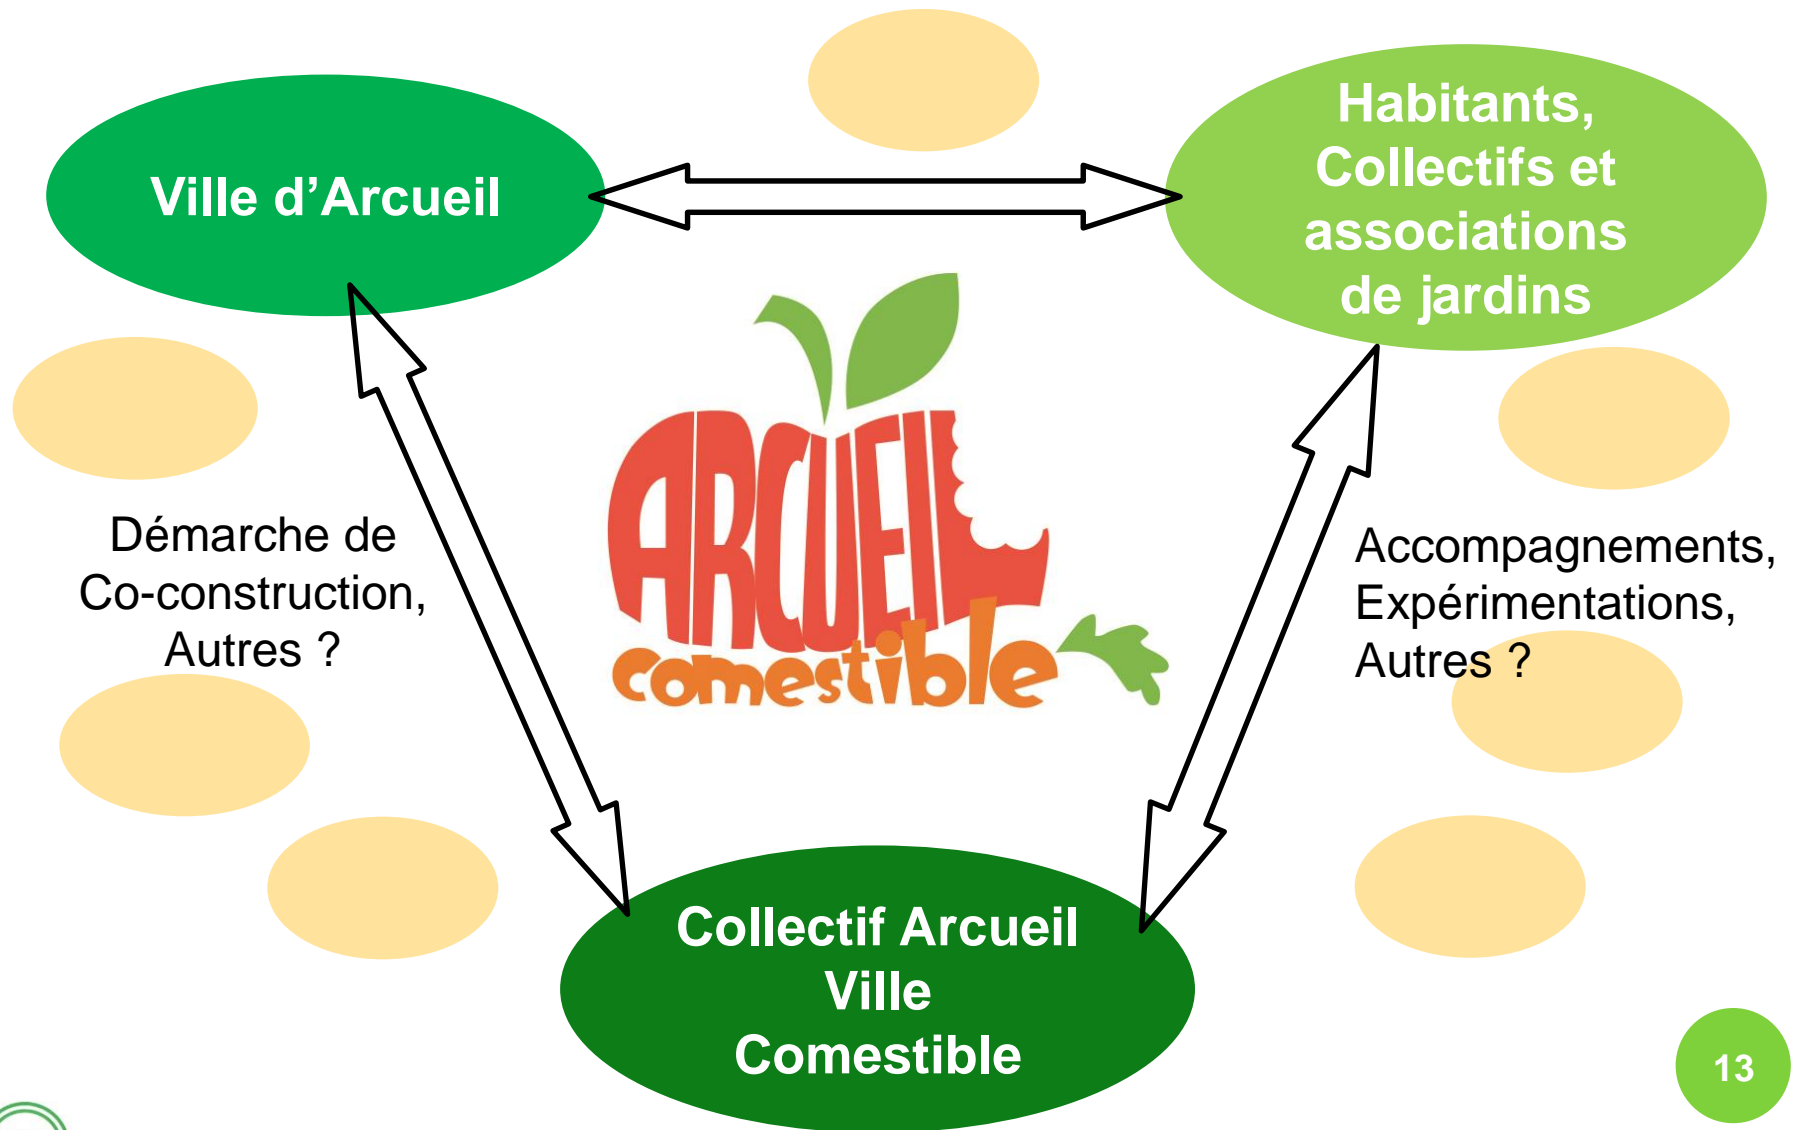 Ville d’Arcueil
Habitants,
Collectifs et
associations
de jardins
ARCUEIL
comestible
Démarche de
Co-construction,
Autres ?
Accompagnements,
Expérimentations,
Autres ?
Collectif Arcueil
Ville
Comestible
13